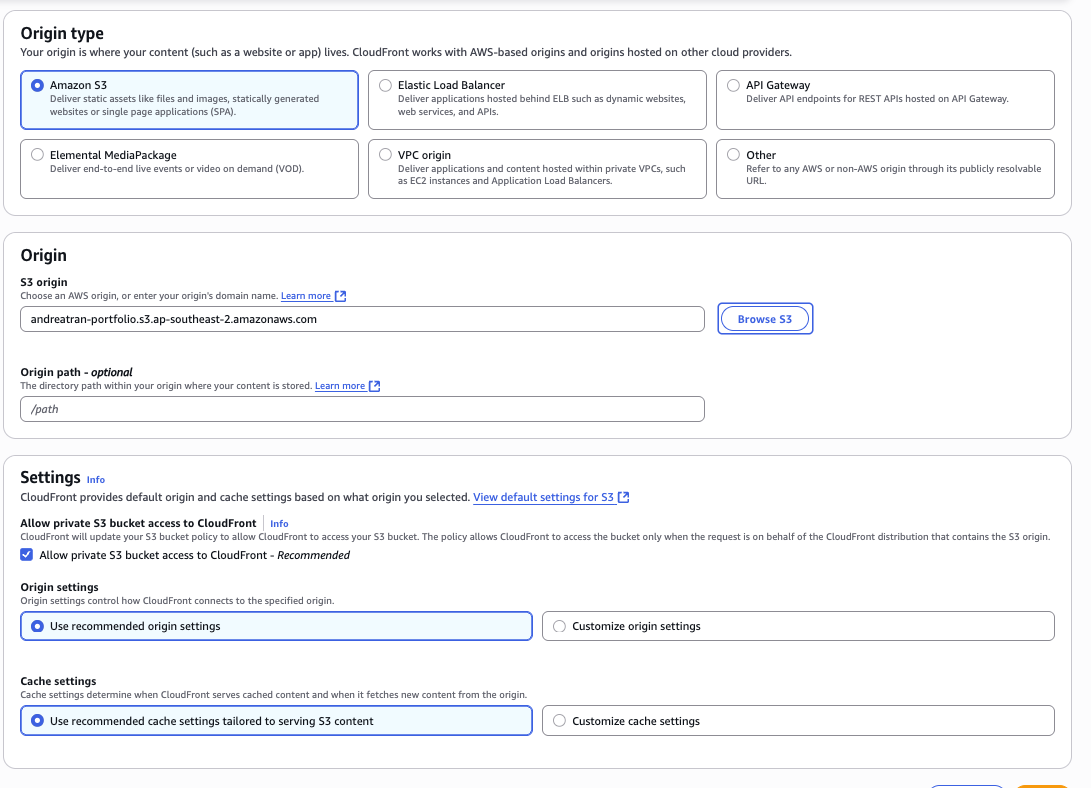 Origin type
Your origin is where your content (such as a website or app) lives. CloudFront works with AWS-based origins and origins hosted on other cloud providers.
Amazon S3
Deliver static assets like files and images, statically generated
websites or single page applications (SPA).
Elastic Load Balancer
Deliver applications hosted behind ELB such as dynamic websites,
web services, and APIs.
API Gateway
Deliver API endpoints for REST APIs hosted on API Gateway.
Elemental MediaPackage
Deliver end-to-end live events or video on demand (VOD).
VPC origin
Deliver applications and content hosted within private VPCs, such
as EC2 instances and Application Load Balancers.
Other
Refer to any AWS or non-AWS origin through its publicly resolvable
URL.
Origin
S3 origin
Choose an AWS origin, or enter your origin's domain name. Learn more
andreatran-portfolio.s3.ap-southeast-2.amazonaws.com
Browse S3
Origin path - optional
The directory path within your origin where your content is stored. Learn more
/path
Settings Info
CloudFront provides default origin and cache settings based on what origin you selected. View default settings for S3
Allow private S3 bucket access to CloudFront Info
CloudFront will update your S3 bucket policy to allow CloudFront to access your S3 bucket. The policy allows CloudFront to access the bucket only when the request is on behalf of the CloudFront distribution that contains the S3 origin.
Allow private S3 bucket access to CloudFront - Recommended
Origin settings
Origin settings control how CloudFront connects to the specified origin.
Use recommended origin settings
Customize origin settings
Cache settings
Cache settings determine when CloudFront serves cached content and when it fetches new content from the origin.
Use recommended cache settings tailored to serving S3 content
Customize cache settings